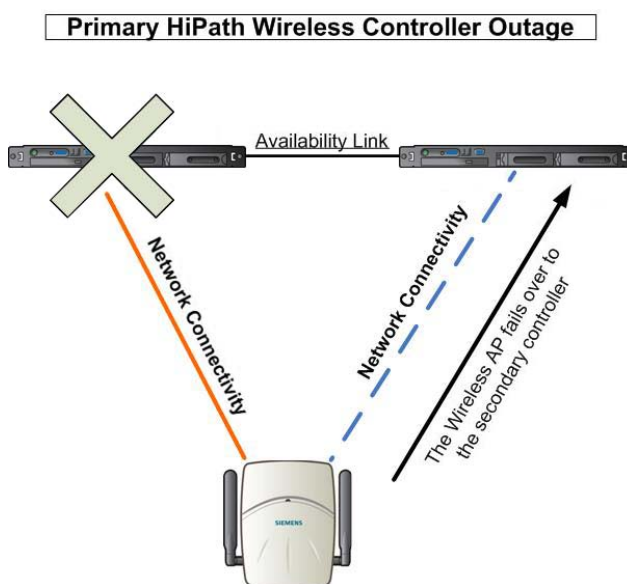 Primary HiPath Wireless Controller Outage
Availability Link
Network Connectivity
Network Connectivity
The Wireless AP fails over to
the secondary controller
SIEMENS